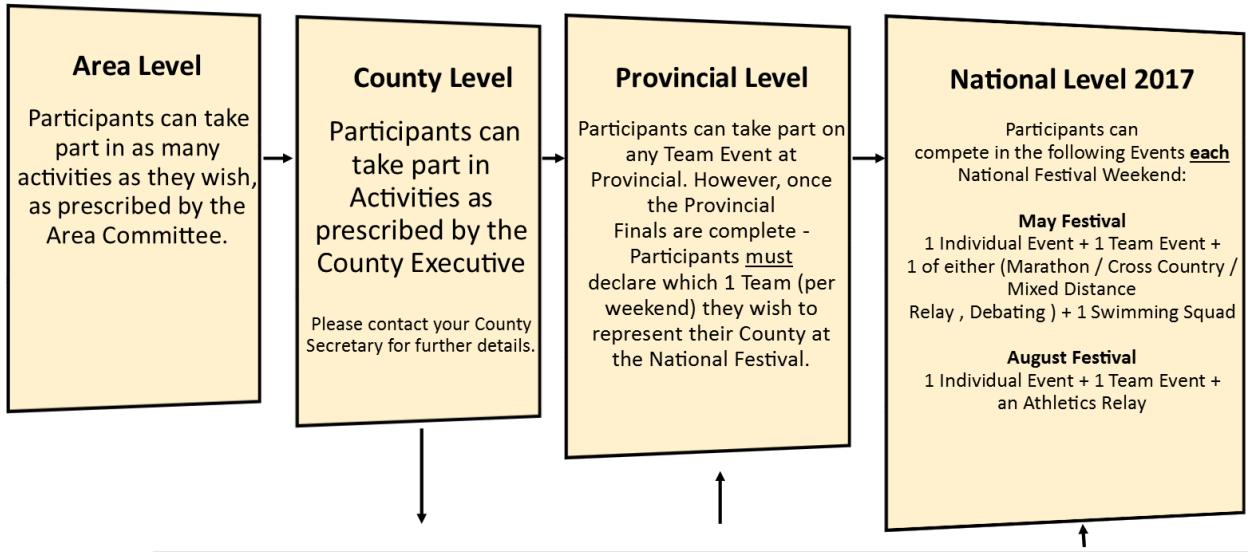 Area Level
Participants can take
part in as many
activities as they wish,
as prescribed by the
Area Committee.
County Level
Participants can
take part in
Activities as
prescribed by the
County Executive
Please contact your County
Secretary for further details.
Provincial Level
Participants can take part on
any Team Event at
Provincial. However, once
the Provincial
Finals are complete -
Participants must
declare which 1 Team (per
weekend) they wish to
represent their County at
the National Festival.
National Level 2017
Participants can
compete in the following Events each
National Festival Weekend:
May Festival
1 Individual Event + 1 Team Event +
1 of either (Marathon / Cross Country /
Mixed Distance
Relay , Debating ) + 1 Swimming Squad
August Festival
1 Individual Event + 1 Team Event +
an Athletics Relay